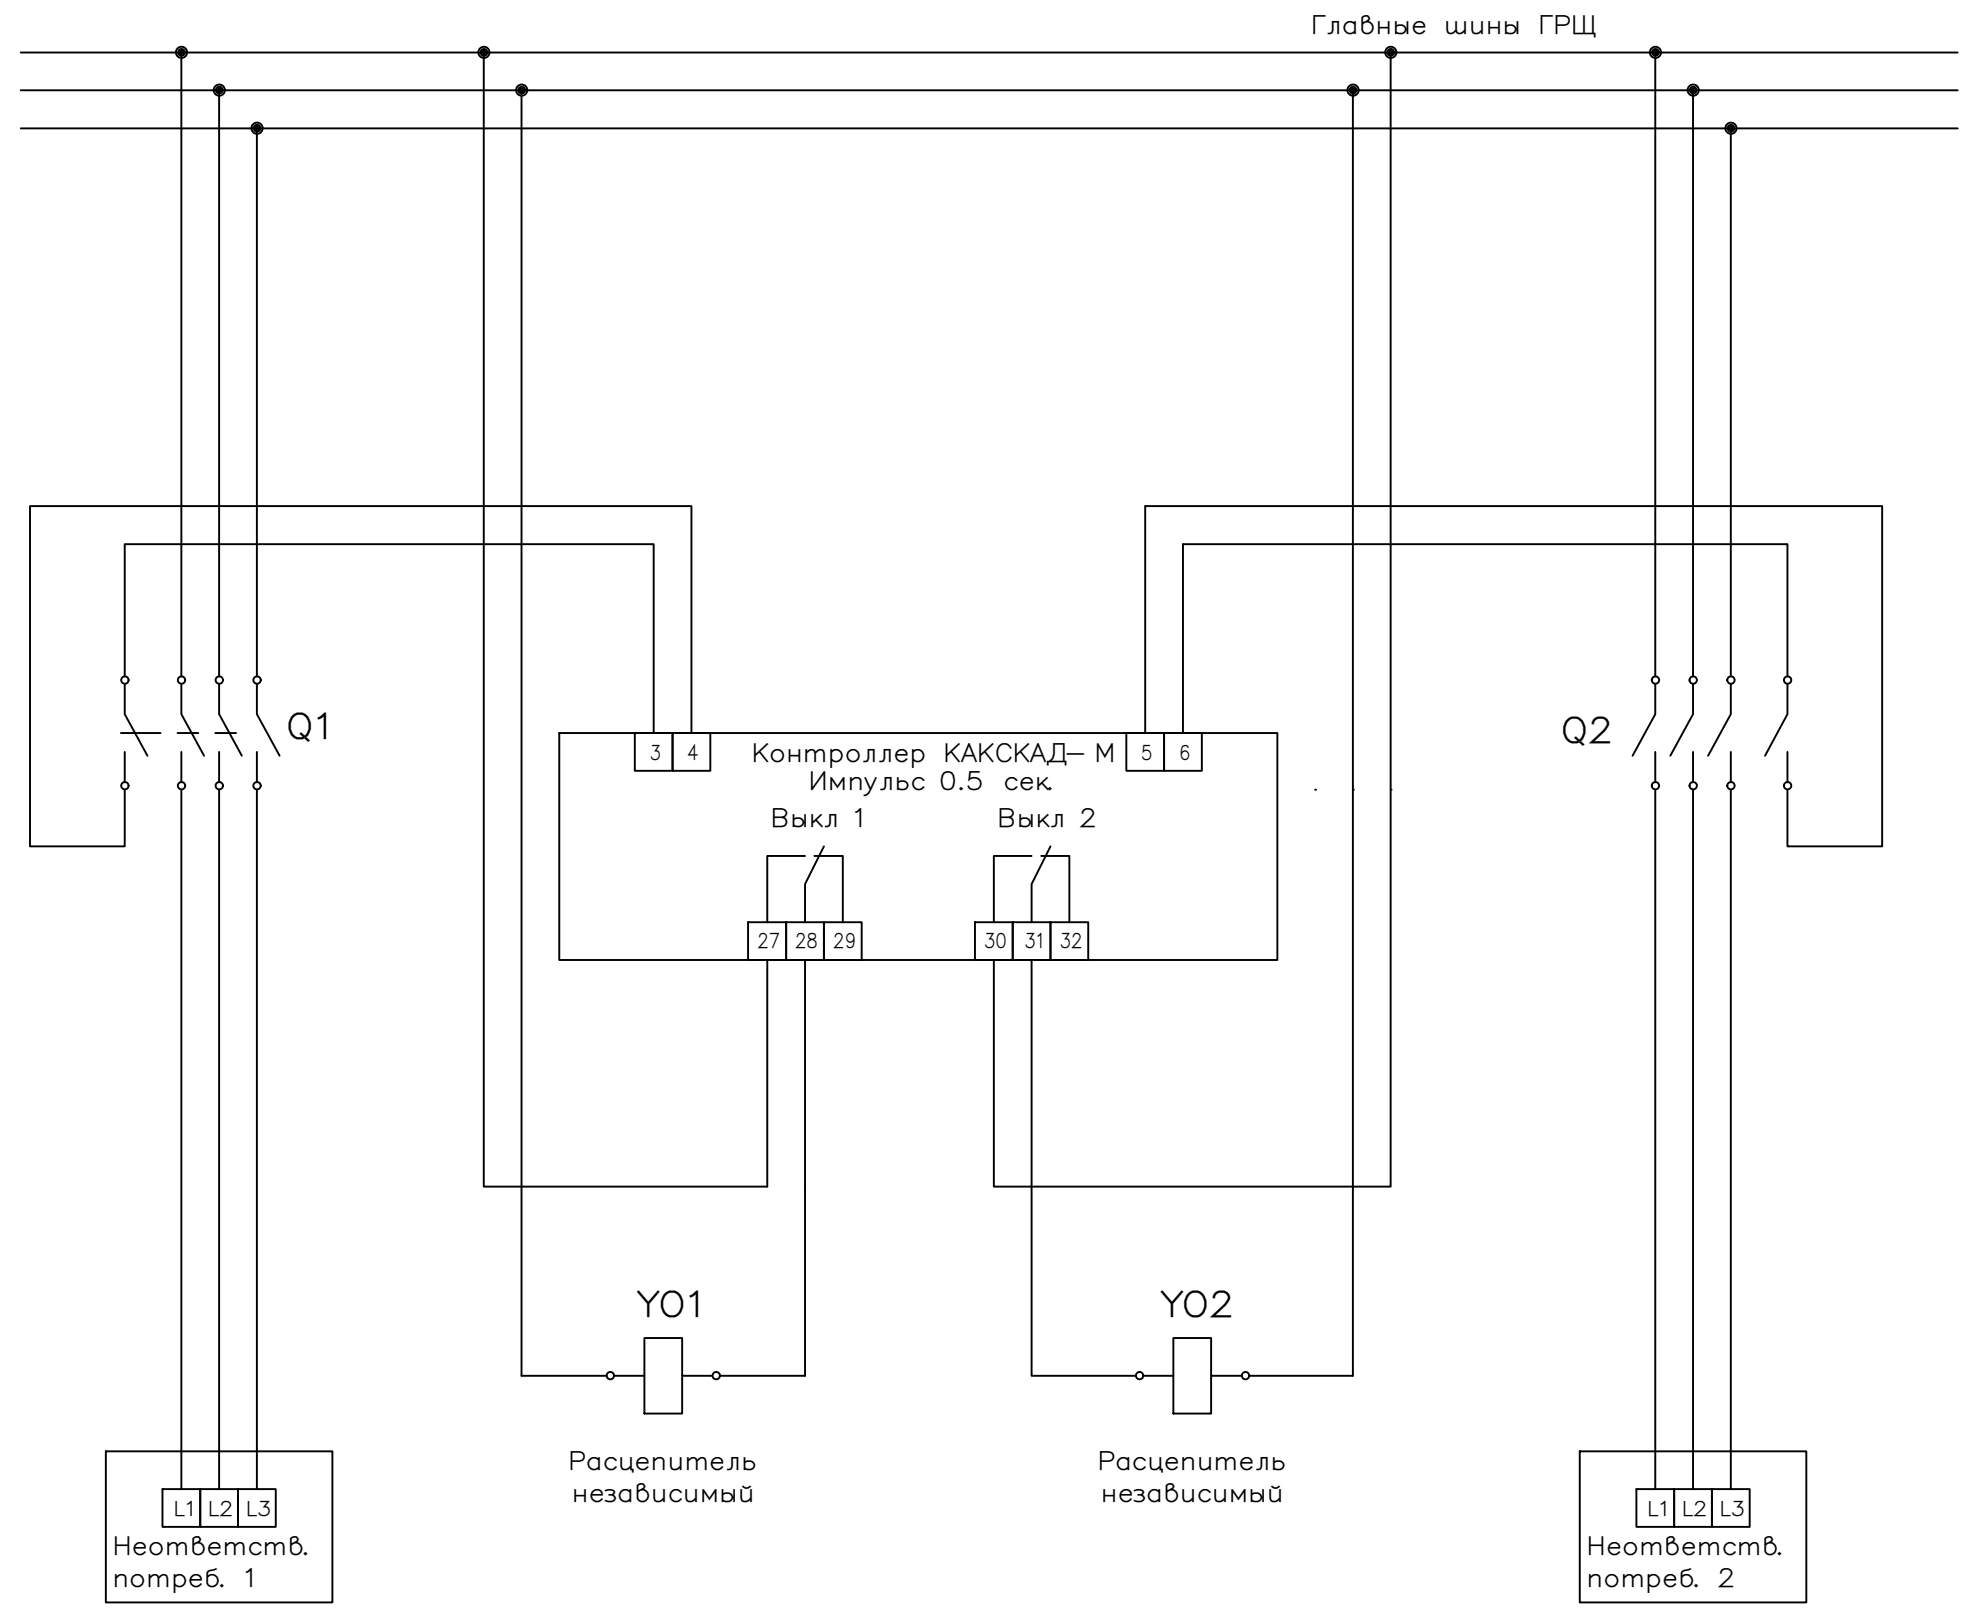 Главные шины ГРЩ
Q1
Q2
3 4
Контроллер КАКСКАД– М
5 6
Импульс 0.5 сек.
Выкл 1
Выкл 2
27 28 29
30 31 32
YO1
YO2
Расцепитель
независимый
Расцепитель
независимый
L1 L2 L3
Неответств.
потреб. 1
L1 L2 L3
Неответств.
потреб. 2